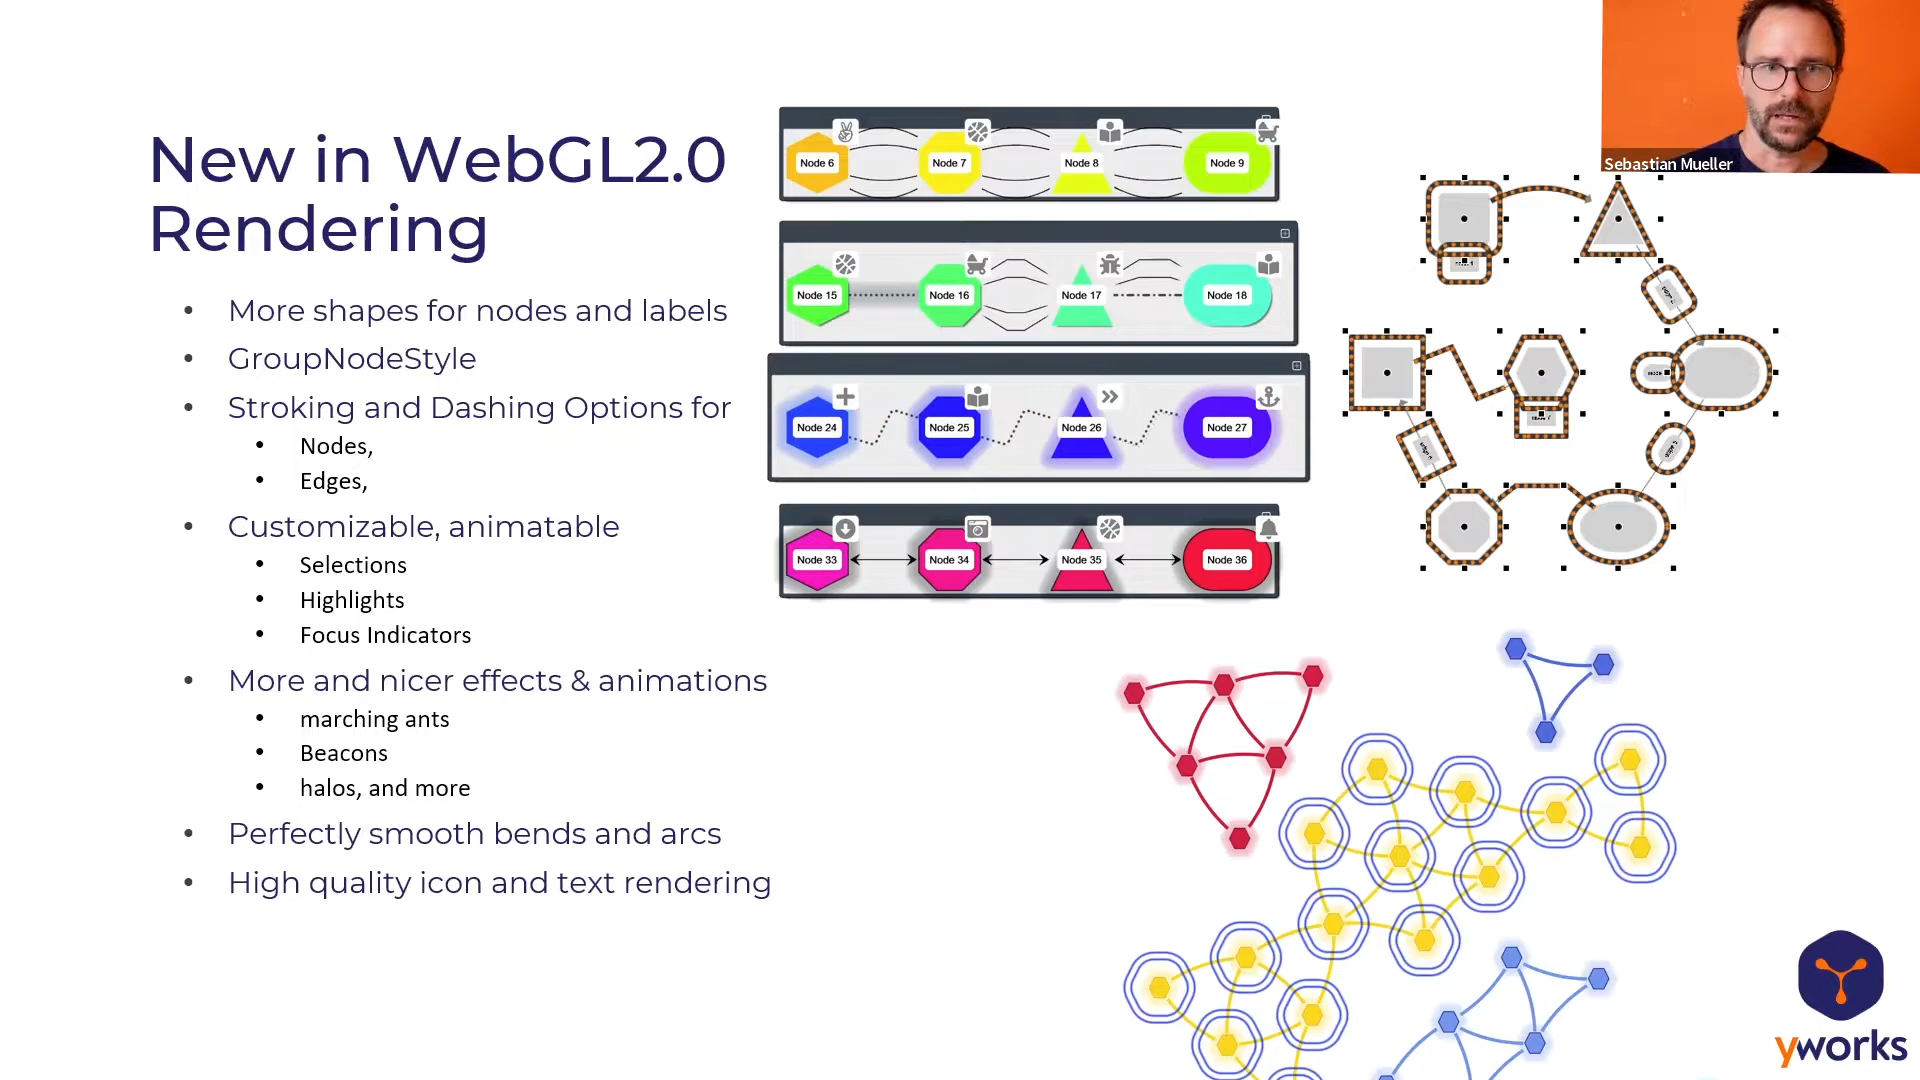 New in WebGL2.0
Rendering
• More shapes for nodes and labels
• GroupNodeStyle
• Stroking and Dashing Options for
• Nodes,
• Edges,
• Customizable, animatable
• Selections
• Highlights
• Focus Indicators
• More and nicer effects & animations
• marching ants
• Beacons
• halos, and more
• Perfectly smooth bends and arcs
• High quality icon and text rendering
Node 6 Node 7 Node 8 Node 9
Node 15 Node 16 Node 17 Node 18
Node 24 Node 25 Node 26 Node 27
Node 33 Node 34 Node 35 Node 36
Sebastian Mueller
yworks